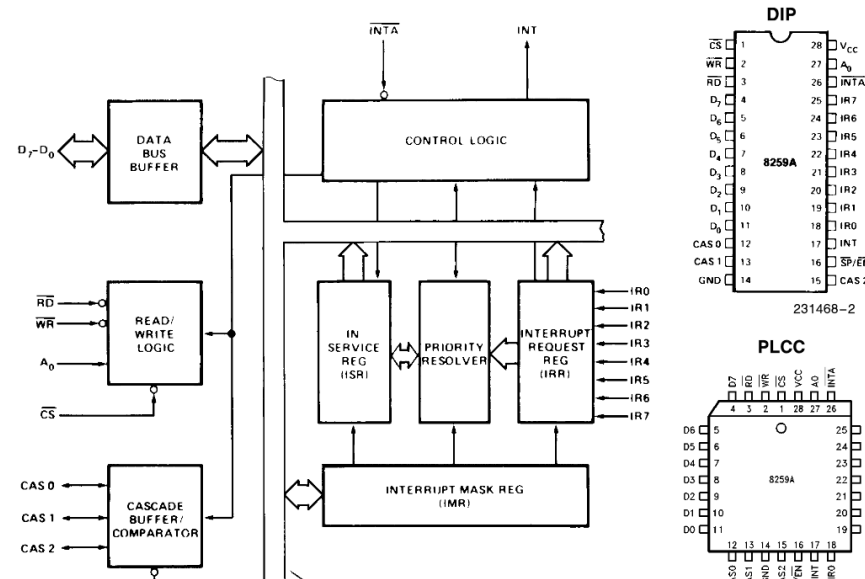 INTA
INT
D7-D0
DATA
BUS
BUFFER
CONTROL LOGIC
RD
WR
A0
CS
READ/
WRITE
LOGIC
IN
SERVICE
REG
(ISR)
PRIORITY
RESOLVER
INTERRUPT
REQUEST
REG
(IRR)
IR0
IR1
IR2
IR3
IR4
IR5
IR6
IR7
CAS 0
CAS 1
CAS 2
CASCADE
BUFFER/
COMPARATOR
INTERRUPT MASK REG
(IMR)
DIP
CS 1 28 VCC
WR 2 27 A0
RD 3 26 INTA
D7 4 25 IR7
D6 5 24 IR6
D5 6 23 IR5
D4 7 22 IR4
8259A
D3 8 21 IR3
D2 9 20 IR2
D1 10 19 IR1
D0 11 18 IR0
CAS 0 12 17 INT
CAS 1 13 16 SP/
GND 14 15 CAS
231468-2
PLCC
D7 RD WR CS VCC A0 INTA
4 3 2 1 28 27 26
D6 5 25
D5 6 24
D4 7 23
D3 8 8259A 22
D2 9 21
D1 10 20
D0 11 19
12 13 14 15 16 17 18
INT IR0